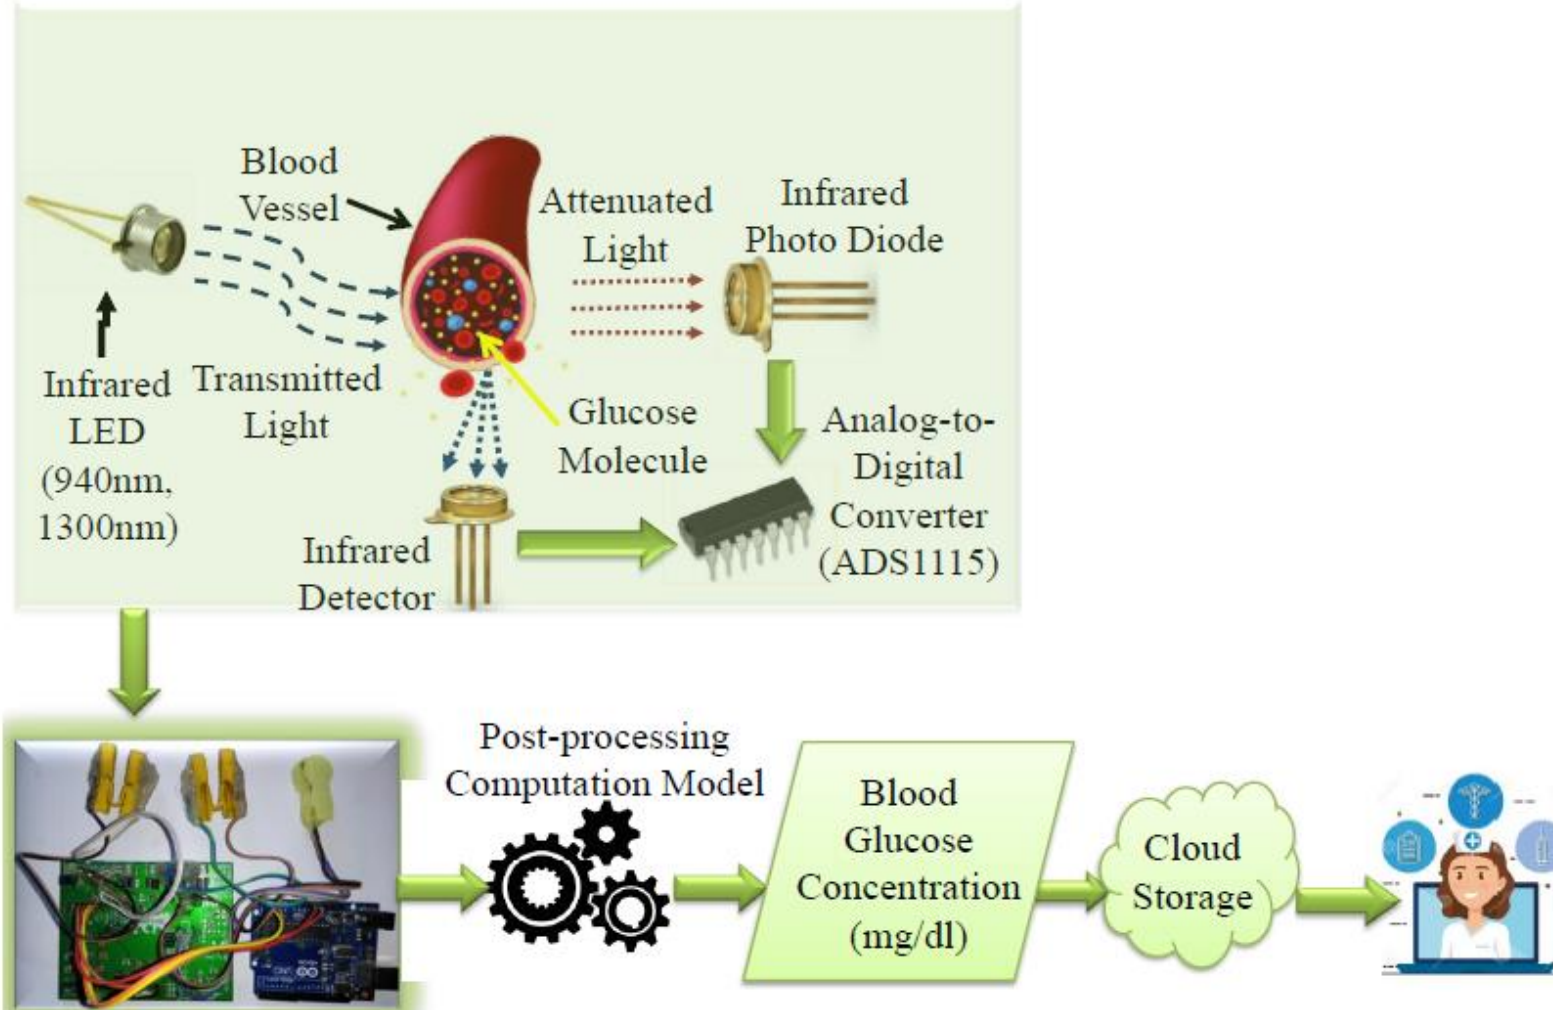 Blood
Vessel
Attenuated
Light
Infrared
Photo Diode
Infrared
LED
(940nm,
1300nm)
Transmitted
Light
Glucose
Molecule
Analog-to-
Digital
Converter
(ADS1115)
Infrared
Detector
Post-processing
Computation Model
Blood
Glucose
Concentration
(mg/dl)
Cloud
Storage
UNO